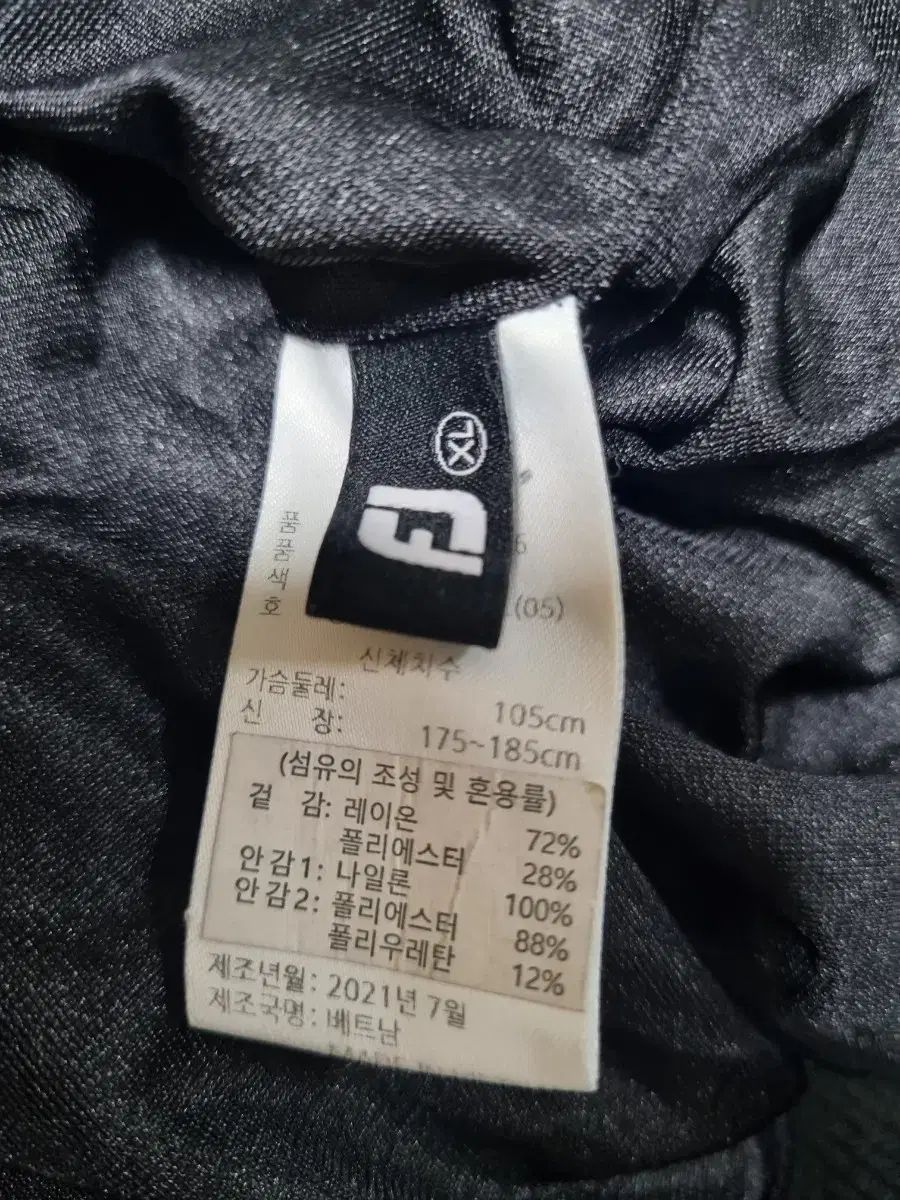 XL
FJ
품
품
색
호
6
(05)
신체치수
가슴둘레: 105cm
신 장: 175~185cm
(섬유의 조성 및 혼용률)
겉 감: 레이온 72%
폴리에스터 28%
안감1: 나일론 100%
안감2: 폴리에스터 88%
폴리우레탄 12%
제조년월: 2021년 7월
제조국명: 베트남